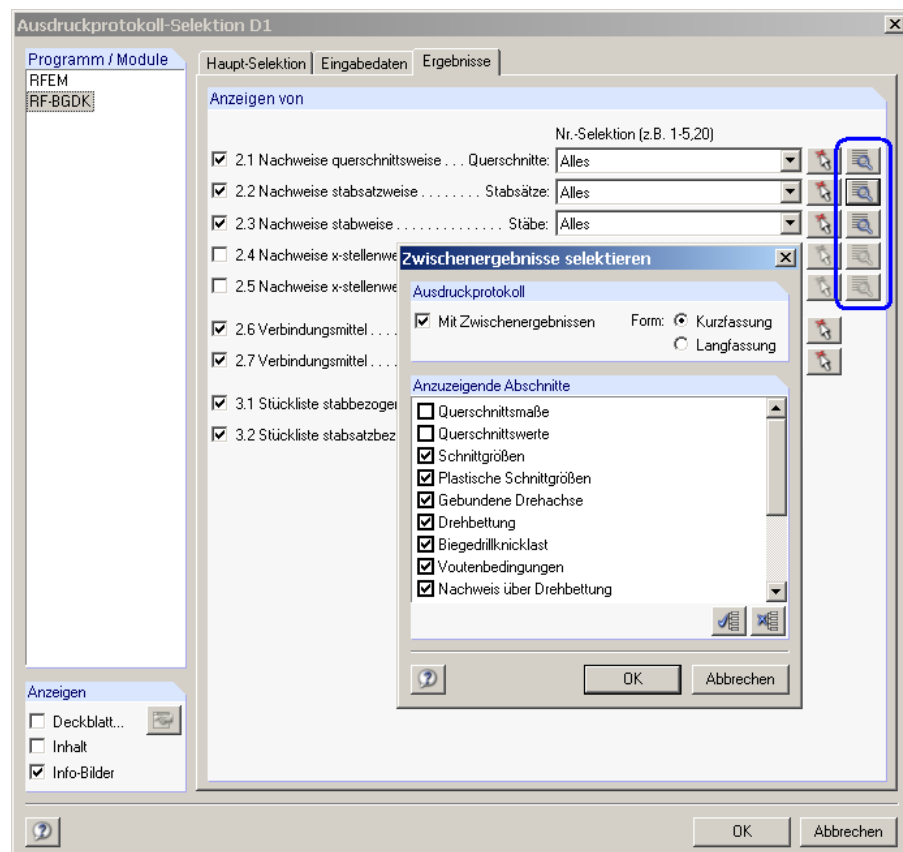 Ausdruckprotokoll-Selektion D1
Programm / Module
RFEM
RF-BGDK
Haupt-Selektion
Eingabedaten
Ergebnisse
Anzeigen von
Nr.-Selektion (z.B. 1-5,20)
2.1 Nachweise querschnittsweise . . . Querschnitte: Alles
2.2 Nachweise stabsatzweise . . . . . . . . Stabsätze: Alles
2.3 Nachweise stabweise . . . . . . . . . . . . . . Stäbe: Alles
2.4 Nachweise x-stellenwe
2.5 Nachweise x-stellenwe
2.6 Verbindungsmittel . . . .
2.7 Verbindungsmittel . . . .
3.1 Stückliste stabbezoger
3.2 Stückliste stabsatzbez
Zwischenergebnisse selektieren
Ausdruckprotokoll
Mit Zwischenergebnissen Form: Kurzfassung
Langfassung
Anzuzeigende Abschnitte
Querschnittsmaße
Querschnittswerte
Schnittgrößen
Plastische Schnittgrößen
Gebundene Drehachse
Drehbettung
Biegedrillknicklast
Voutenbedingungen
Nachweis über Drehbettung
OK
Abbrechen
Anzeigen
Deckblatt...
Inhalt
Info-Bilder
OK
Abbrechen